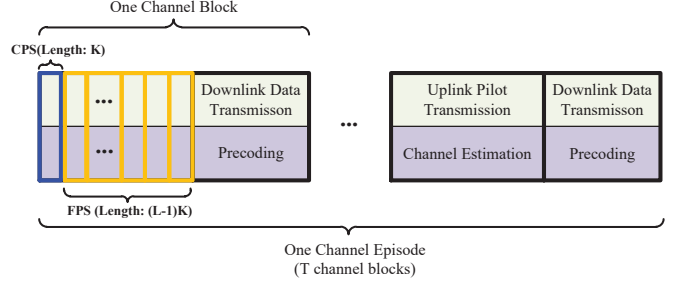 One Channel Block
CPS(Length: K)
...
Downlink Data
Transmisson
...
Precoding
...
Uplink Pilot
Transmission
Downlink Data
Transmisson
Channel Estimation
Precoding
FPS (Length: (L-1)K)
One Channel Episode
(T channel blocks)